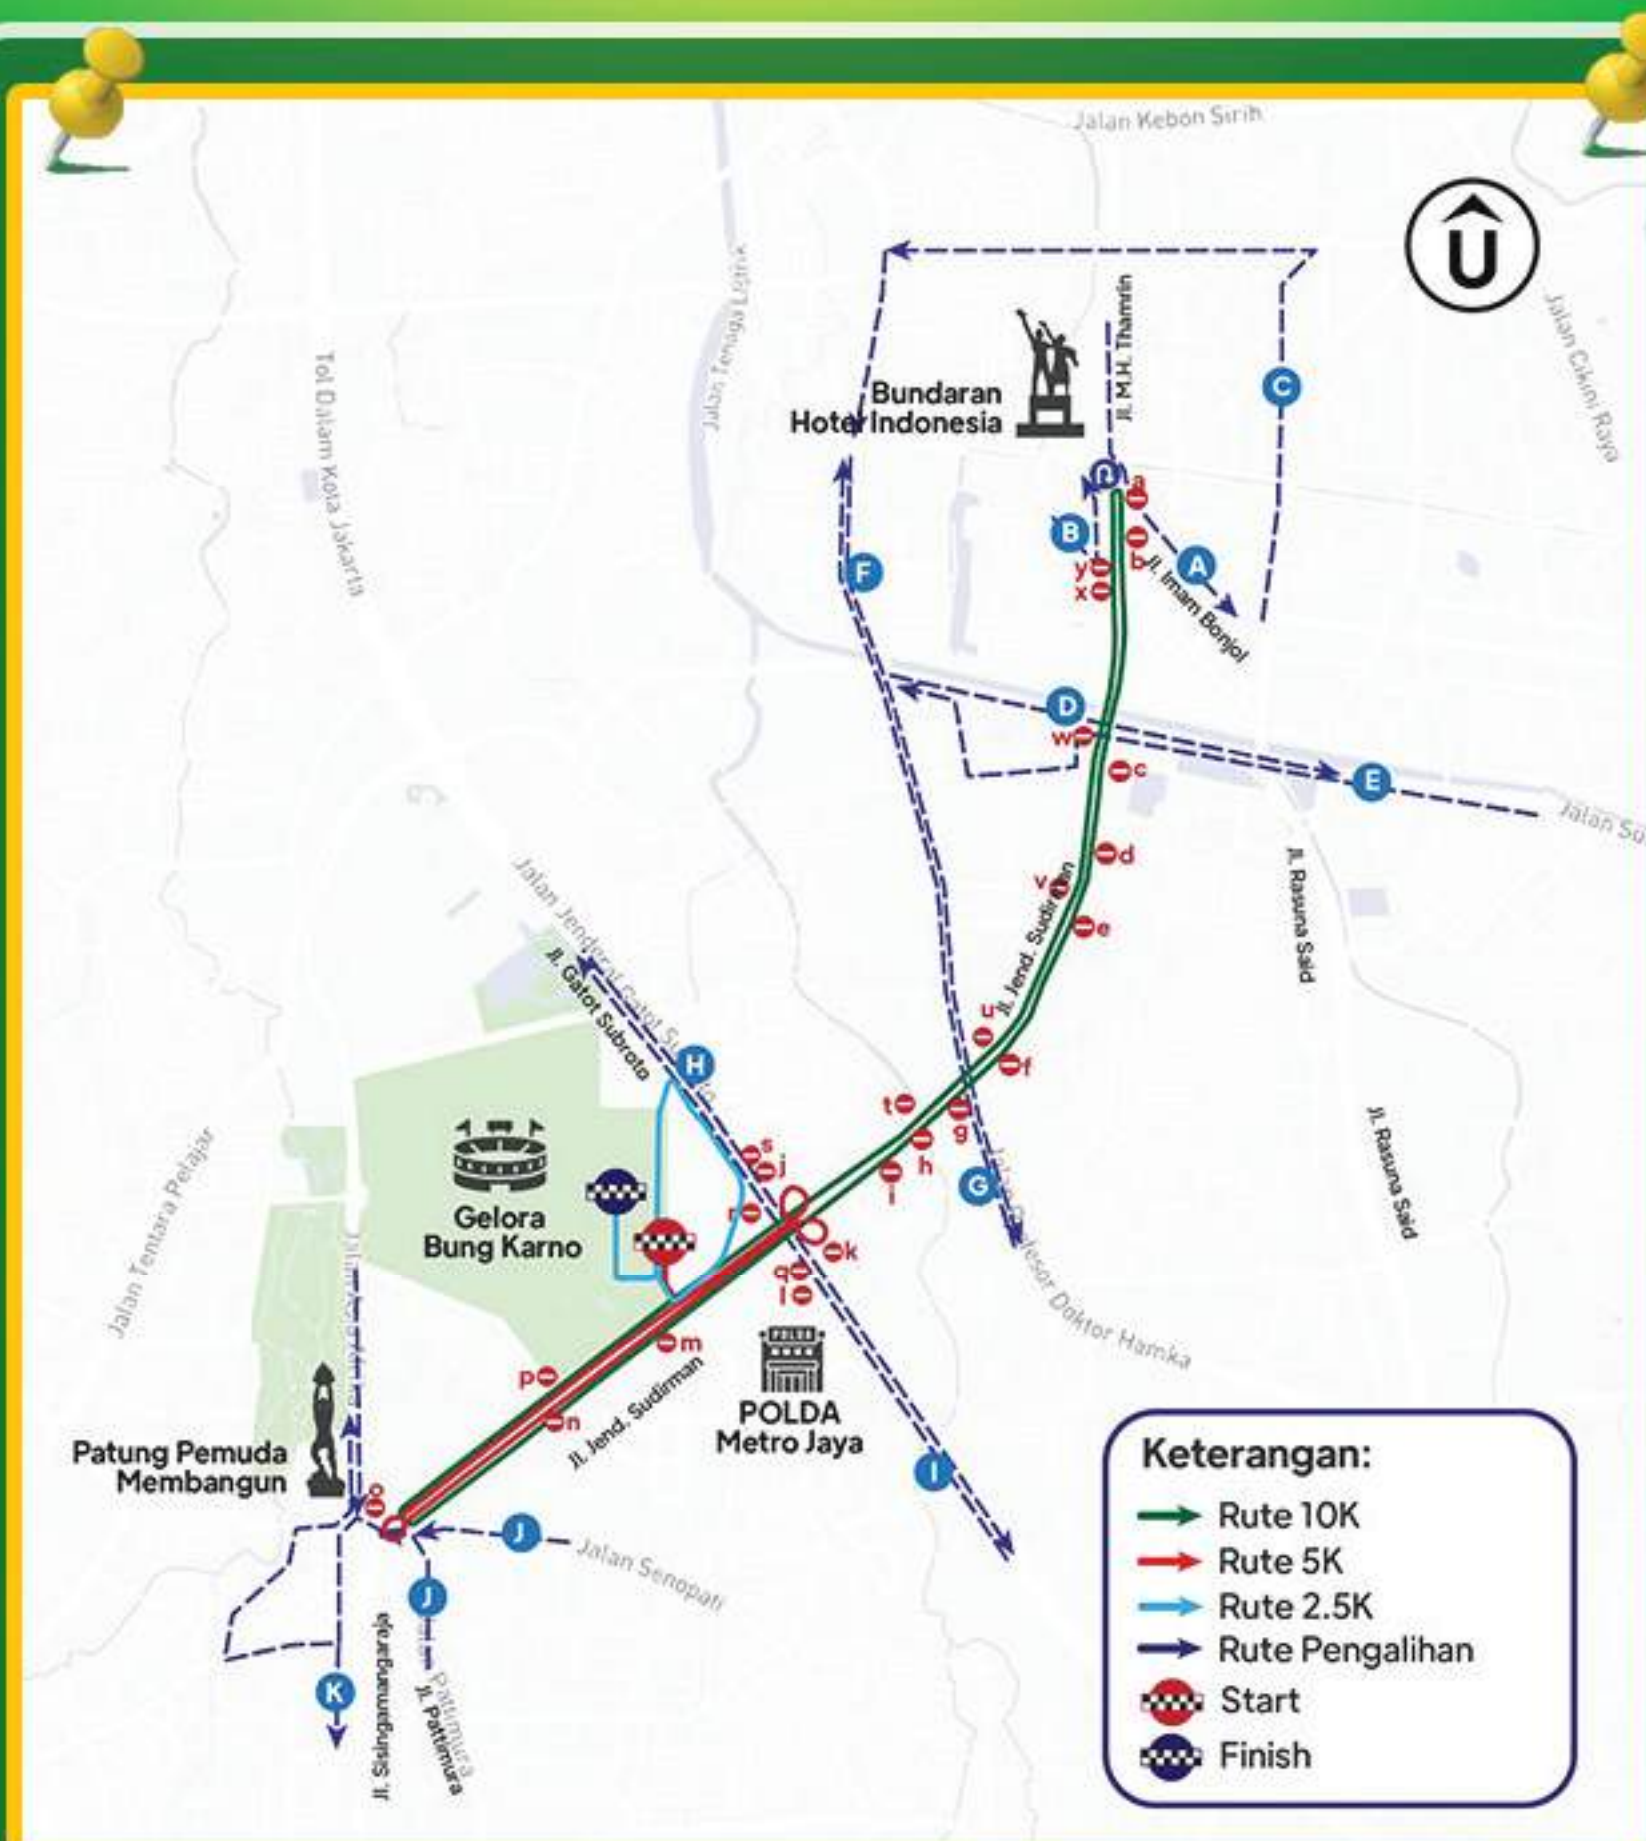 Jalan Kebon Sirih
U
Jalan Cikini Raya
Jl. M.H. Thamrin
Jalan Tenaga Listrik
Tol Dalam Kota Jakarta
Bundaran
Hotel Indonesia
C
a
B
b
y
x
A
Jl. Imam Bonjol
F
D
w
c
E
Jalan Su
d
v
e
Jl. Jend. Sudirman
Jl. Rasuna Said
u
f
Jalan Jenderal Gatot Su
Jl. Gatot Subroto
H
t
g
h
i
s
j
G
Jl. Rasuna Said
Jalan Tentara Pelajar
Gelora
Bung Karno
r
k
q
l
Doktor Hamka
POLDA
POLDA
Metro Jaya
m
p
n
Jl. Jend. Sudirman
I
Patung Pemuda
Membangun
o
J
Jalan Senopati
J
K
Jl. Sisingamangaraja
Pattimura
Jl. Pattimura
Keterangan:
Rute 10K
Rute 5K
Rute 2.5K
Rute Pengalihan
Start
Finish